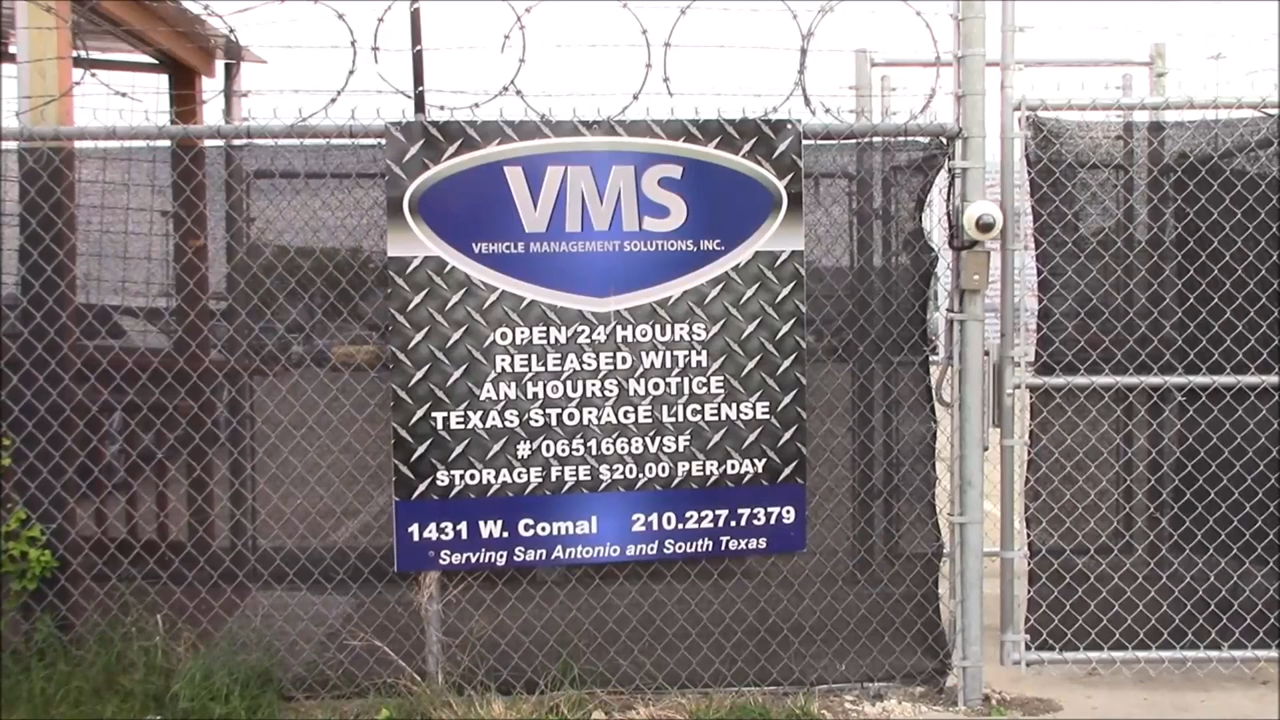 VMS
VEHICLE MANAGEMENT SOLUTIONS, INC.
OPEN 24 HOURS
RELEASED WITH
AN HOURS NOTICE
TEXAS STORAGE LICENSE
# 0651668VSF
STORAGE FEE $20.00 PER DAY
1431 W. Comal 210.227.7379
Serving San Antonio and South Texas